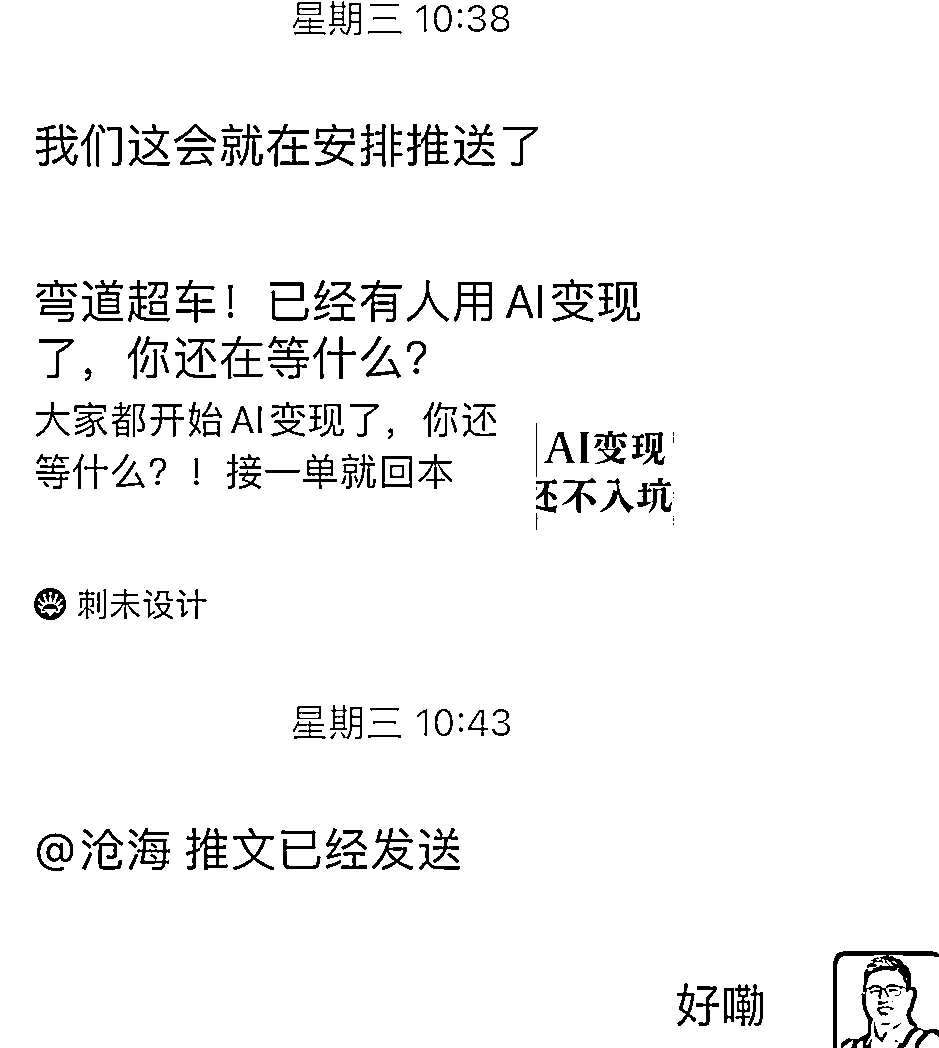 星期三 10:38
我们这会就在安排推送了
弯道超车！已经有人用AI变现
了，你还在等什么？
大家都开始AI变现了，你还
等什么？！接一单就回本
AI变现
还不入坑
刺未设计
星期三 10:43
@沧海 推文已经发送
好嘞